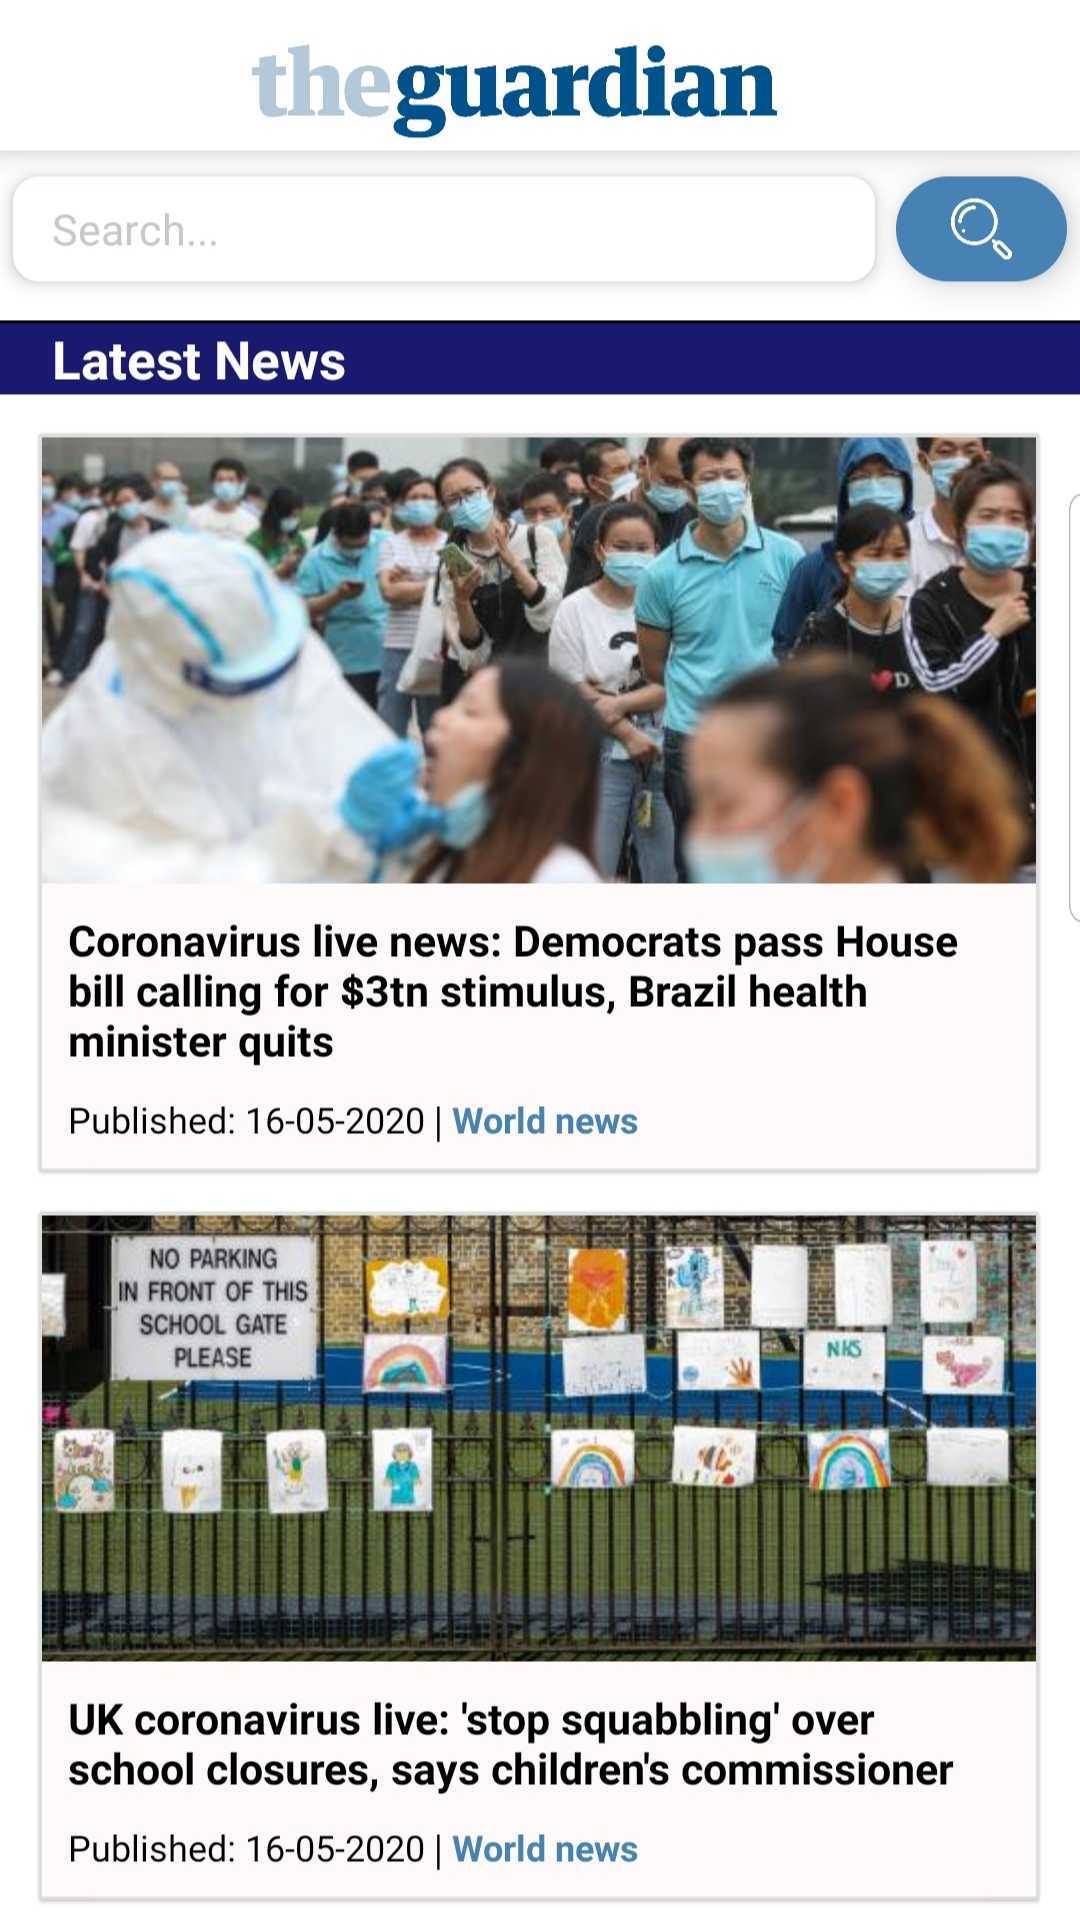 theguardian
Search...
Latest News
D
Coronavirus live news: Democrats pass House
bill calling for $3tn stimulus, Brazil health
minister quits
Published: 16-05-2020 | World news
NO PARKING
IN FRONT OF THIS
SCHOOL GATE
PLEASE
NHS
UK coronavirus live: 'stop squabbling' over
school closures, says children's commissioner
Published: 16-05-2020 | World news